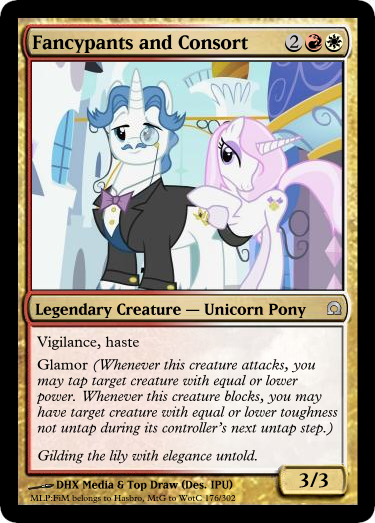 Fancypants and Consort 2
Legendary Creature — Unicorn Pony
Vigilance, haste
Glamor (Whenever this creature attacks, you
may tap target creature with equal or lower
power. Whenever this creature blocks, you may
have target creature with equal or lower toughness
not untap during its controller's next untap step.)
Gilding the lily with elegance untold.
3/3
DHX Media & Top Draw (Des. IPU)
MLP:FiM belongs to Hasbro, MtG to WotC 176/302